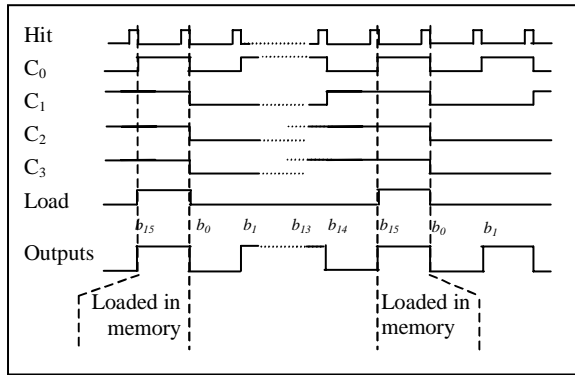 Hit
C0
C1
C2
C3
Load
b15 b0 b1 b13 b14 b15 b0 b1
Outputs
Loaded in memory
Loaded in memory